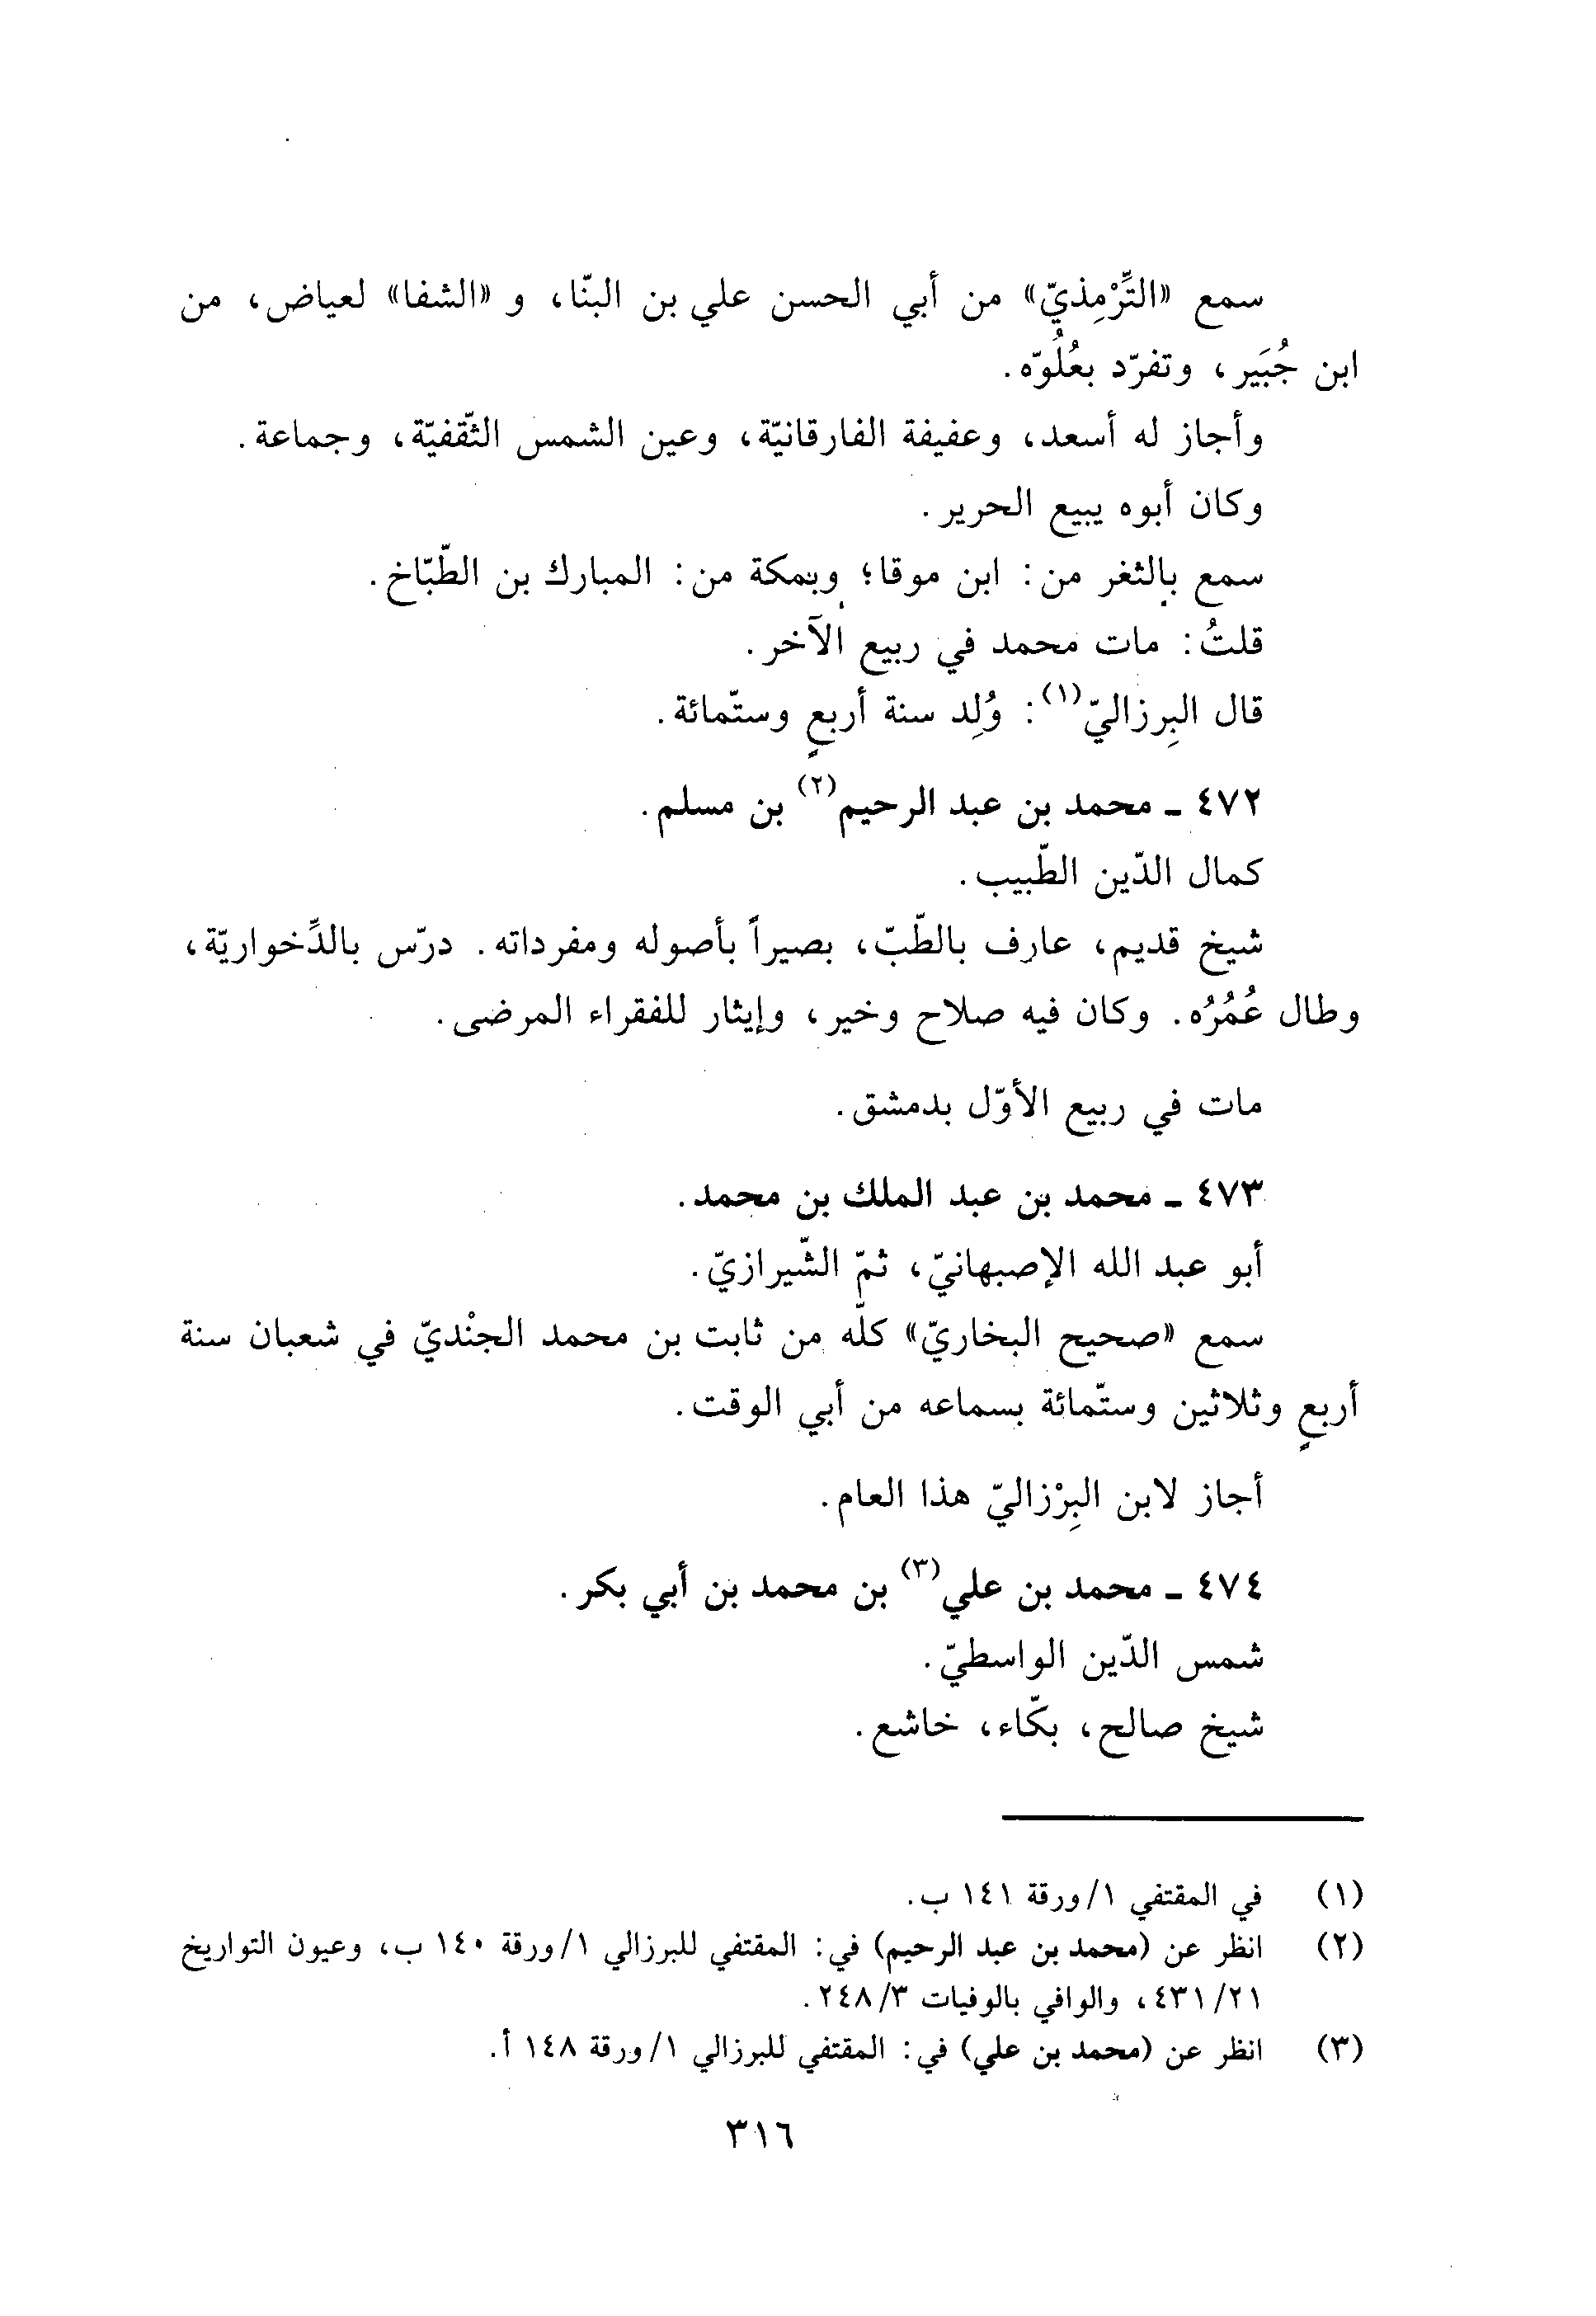 سمع «التِّرْمِذيّ» من أبي الحسن علي بن البنّا، و «الشفا» لعياض، من
ابن جُبَير، وتفرّد بعُلُوّه.
وأجاز له أسعد، وعفيفة الفارقانيّة، وعين الشمس الثّقفيّة، وجماعة.
وكان أبوه يبيع الحرير.
سمع بالثغر من: ابن موقا؛ وبمكة من: المبارك بن الطّبّاخ.
قلتُ: مات محمد في ربيع الآخر.
قال البِرزاليّ(١): وُلِد سنة أربعٍ وستّمائة.
٤٧٢ ـ محمد بن عبد الرحيم(٢) بن مسلم.
كمال الدّين الطّبيب.
شيخ قديم، عارف بالطّبّ، بصيراً بأصوله ومفرداته. درّس بالدِّخواريّة،
وطال عُمُرُه. وكان فيه صلاح وخير، وإيثار للفقراء المرضى.
مات في ربيع الأوّل بدمشق.
٤٧٣ ـ محمد بن عبد الملك بن محمد.
أبو عبد الله الإصبهانيّ، ثمّ الشّيرازيّ.
سمع «صحيح البخاريّ» كلّه من ثابت بن محمد الجنْديّ في شعبان سنة
أربعٍ وثلاثين وستّمائة بسماعه من أبي الوقت.
أجاز لابن البِرْزاليّ هذا العام.
٤٧٤ ـ محمد بن علي(٣) بن محمد بن أبي بكر.
شمس الدّين الواسطيّ.
شيخ صالح، بكّاء، خاشع.
(١) في المقتفي ١/ورقة ١٤١ ب.
(٢) انظر عن (محمد بن عبد الرحيم) في: المقتفي للبرزالي ١/ورقة ١٤٠ ب، وعيون التواريخ
٢١/٤٣١، والوافي بالوفيات ٣/٢٤٨.
(٣) انظر عن (محمد بن علي) في: المقتفي للبرزالي ١/ورقة ١٤٨ أ.
٣١٦